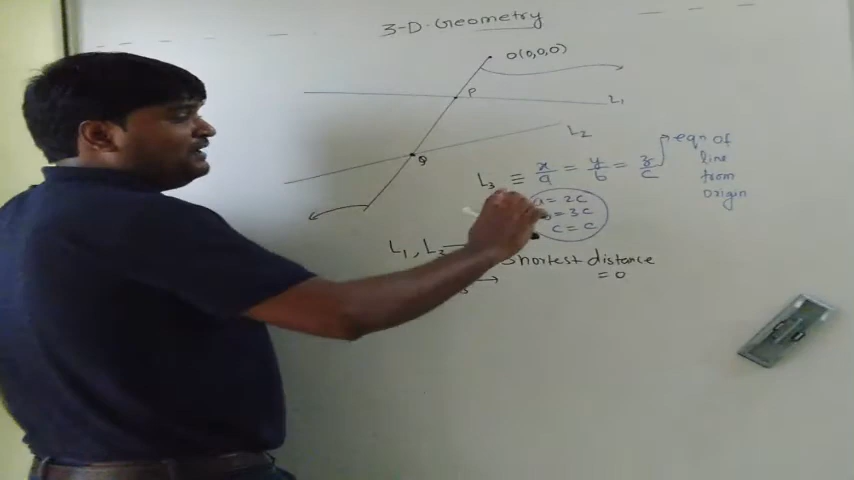 3-D-Geometry
O(0,0,0)
P
L1
L2
Q
L3 ≡ x/a = y/b = z/c
eqn of
line
from
origin
= 2c
= 3c
c = c
L1, L2
Shortest distance
= 0